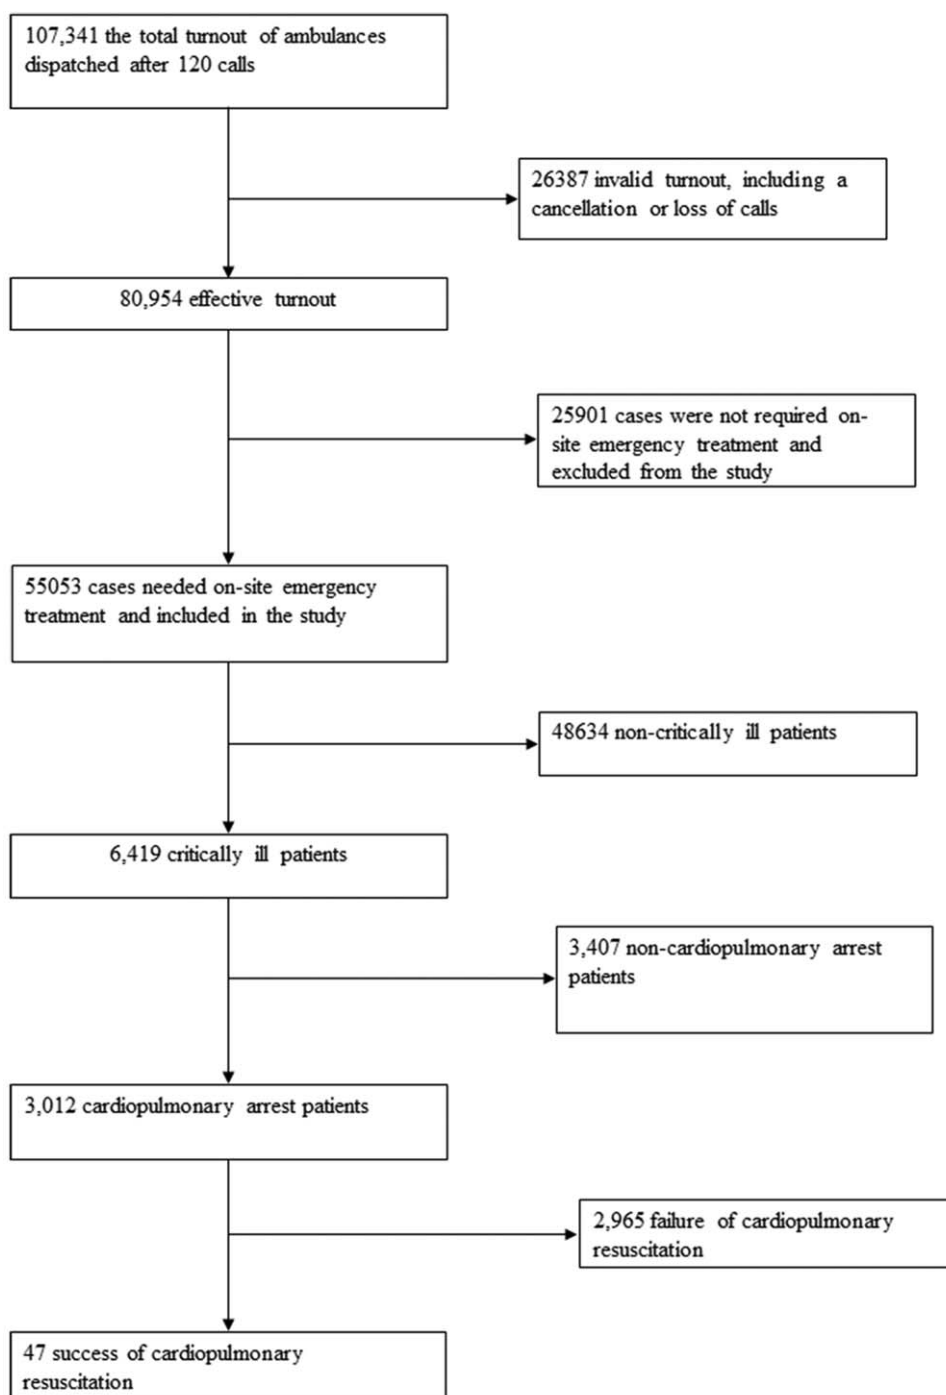 107,341 the total turnout of ambulances
dispatched after 120 calls
26387 invalid turnout, including a
cancellation or loss of calls
80,954 effective turnout
25901 cases were not required on-
site emergency treatment and
excluded from the study
55053 cases needed on-site emergency
treatment and included in the study
48634 non-critically ill patients
6,419 critically ill patients
3,407 non-cardiopulmonary arrest
patients
3,012 cardiopulmonary arrest patients
2,965 failure of cardiopulmonary
resuscitation
47 success of cardiopulmonary
resuscitation